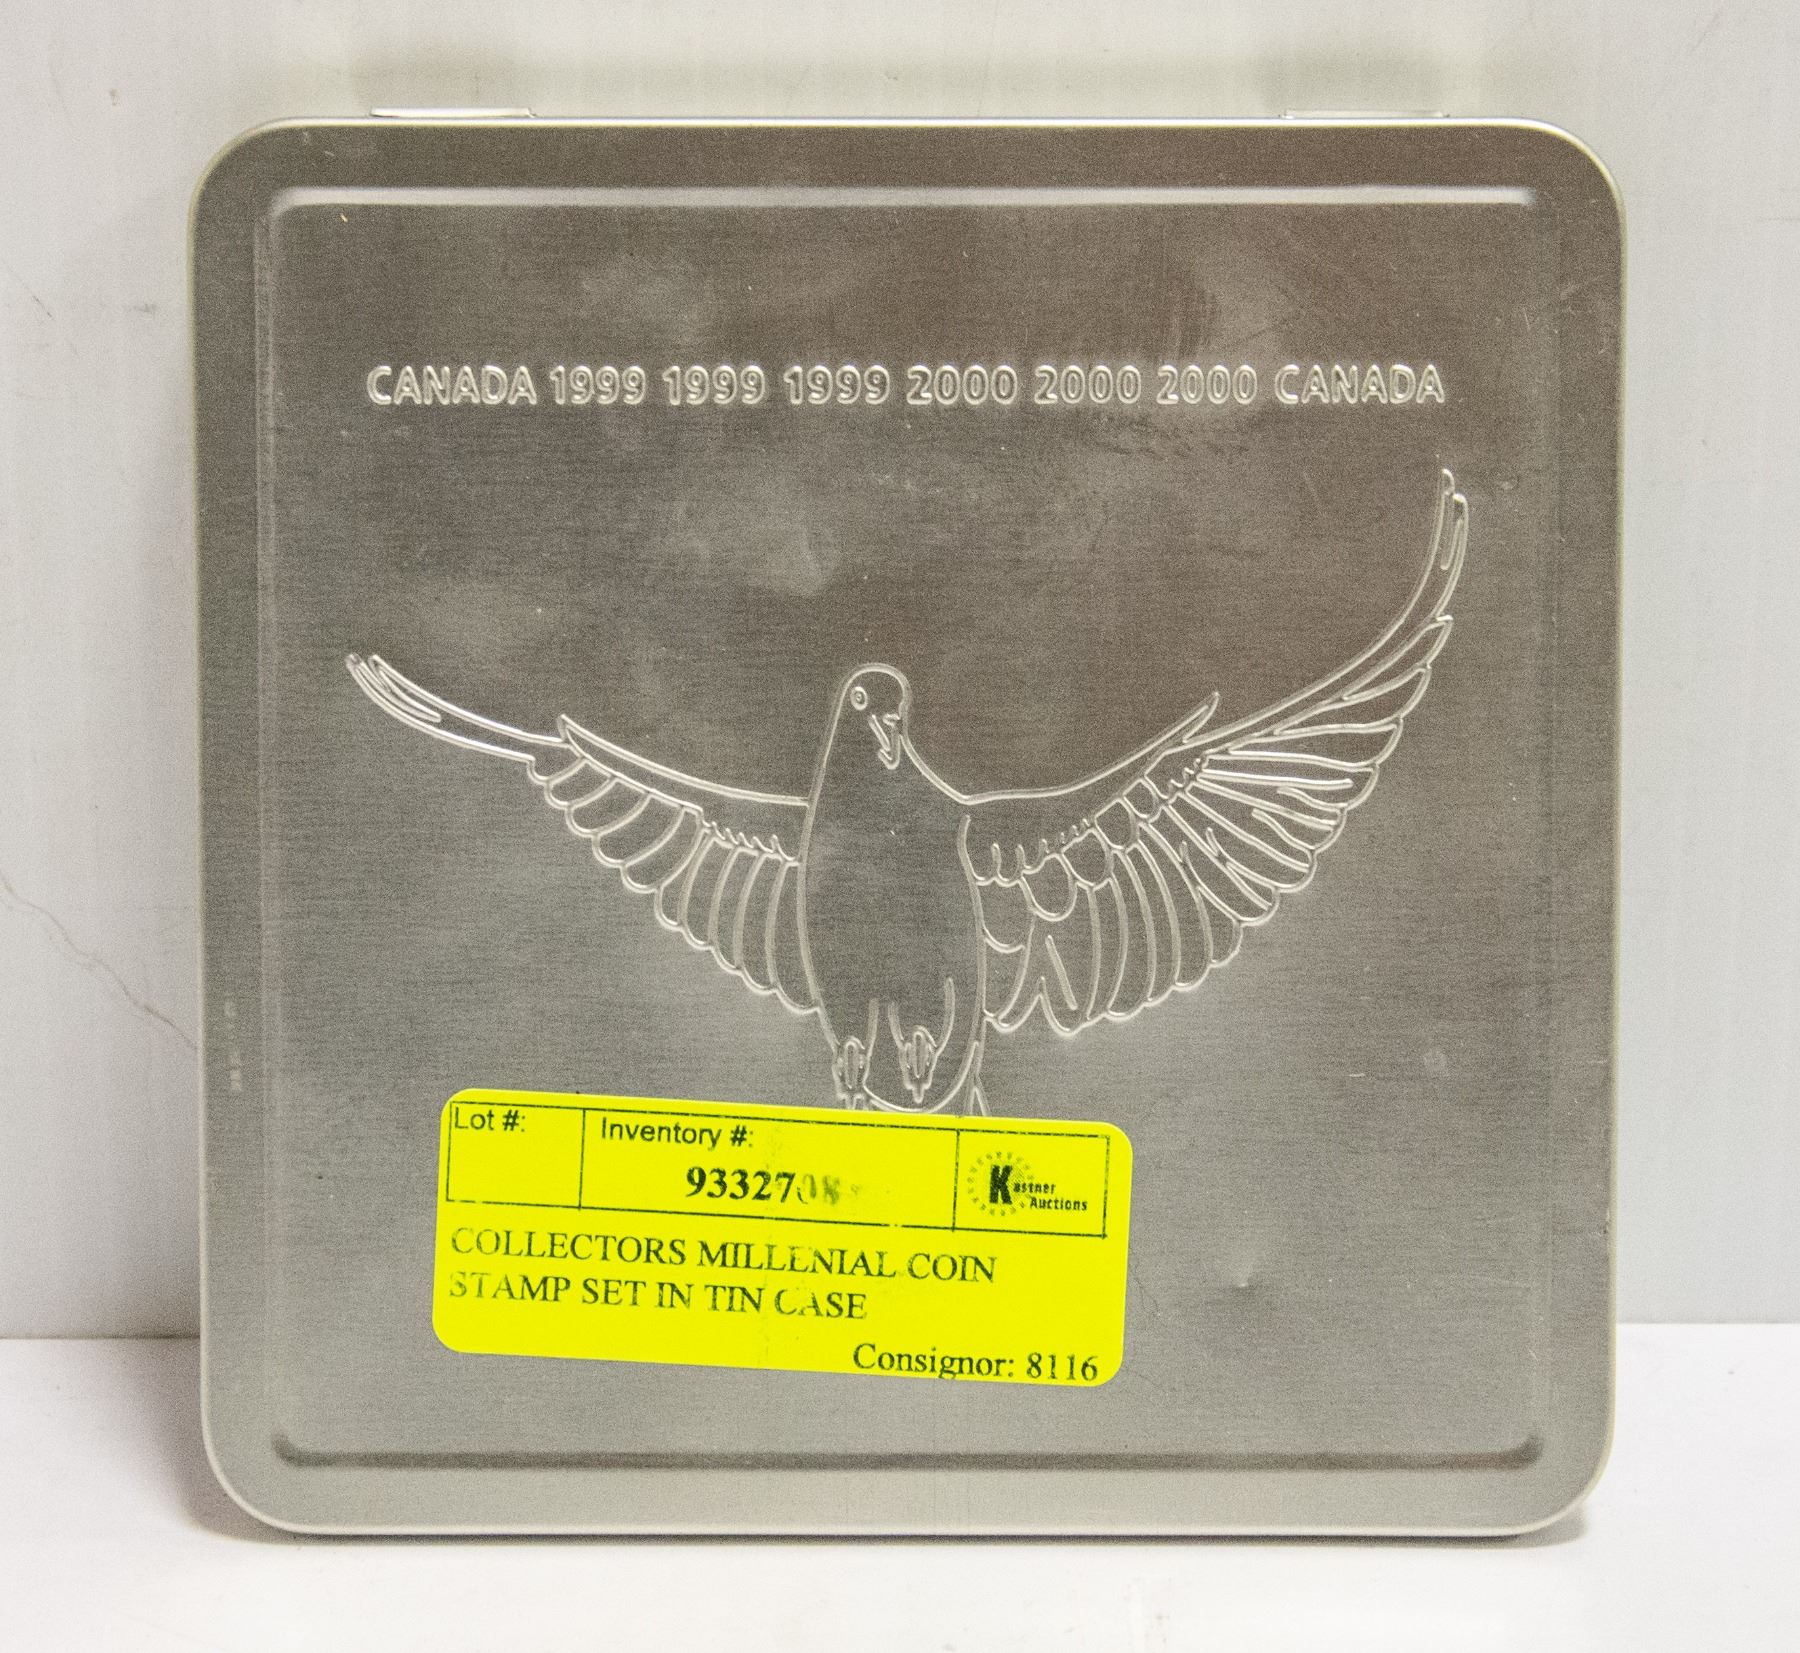 CANADA 1999 1999 1999 2000 2000 2000 CANADA
Lot #:
Inventory #:
9332708
Kastner
Auctions
COLLECTORS MILLENIAL COIN
STAMP SET IN TIN CASE
Consignor: 8116